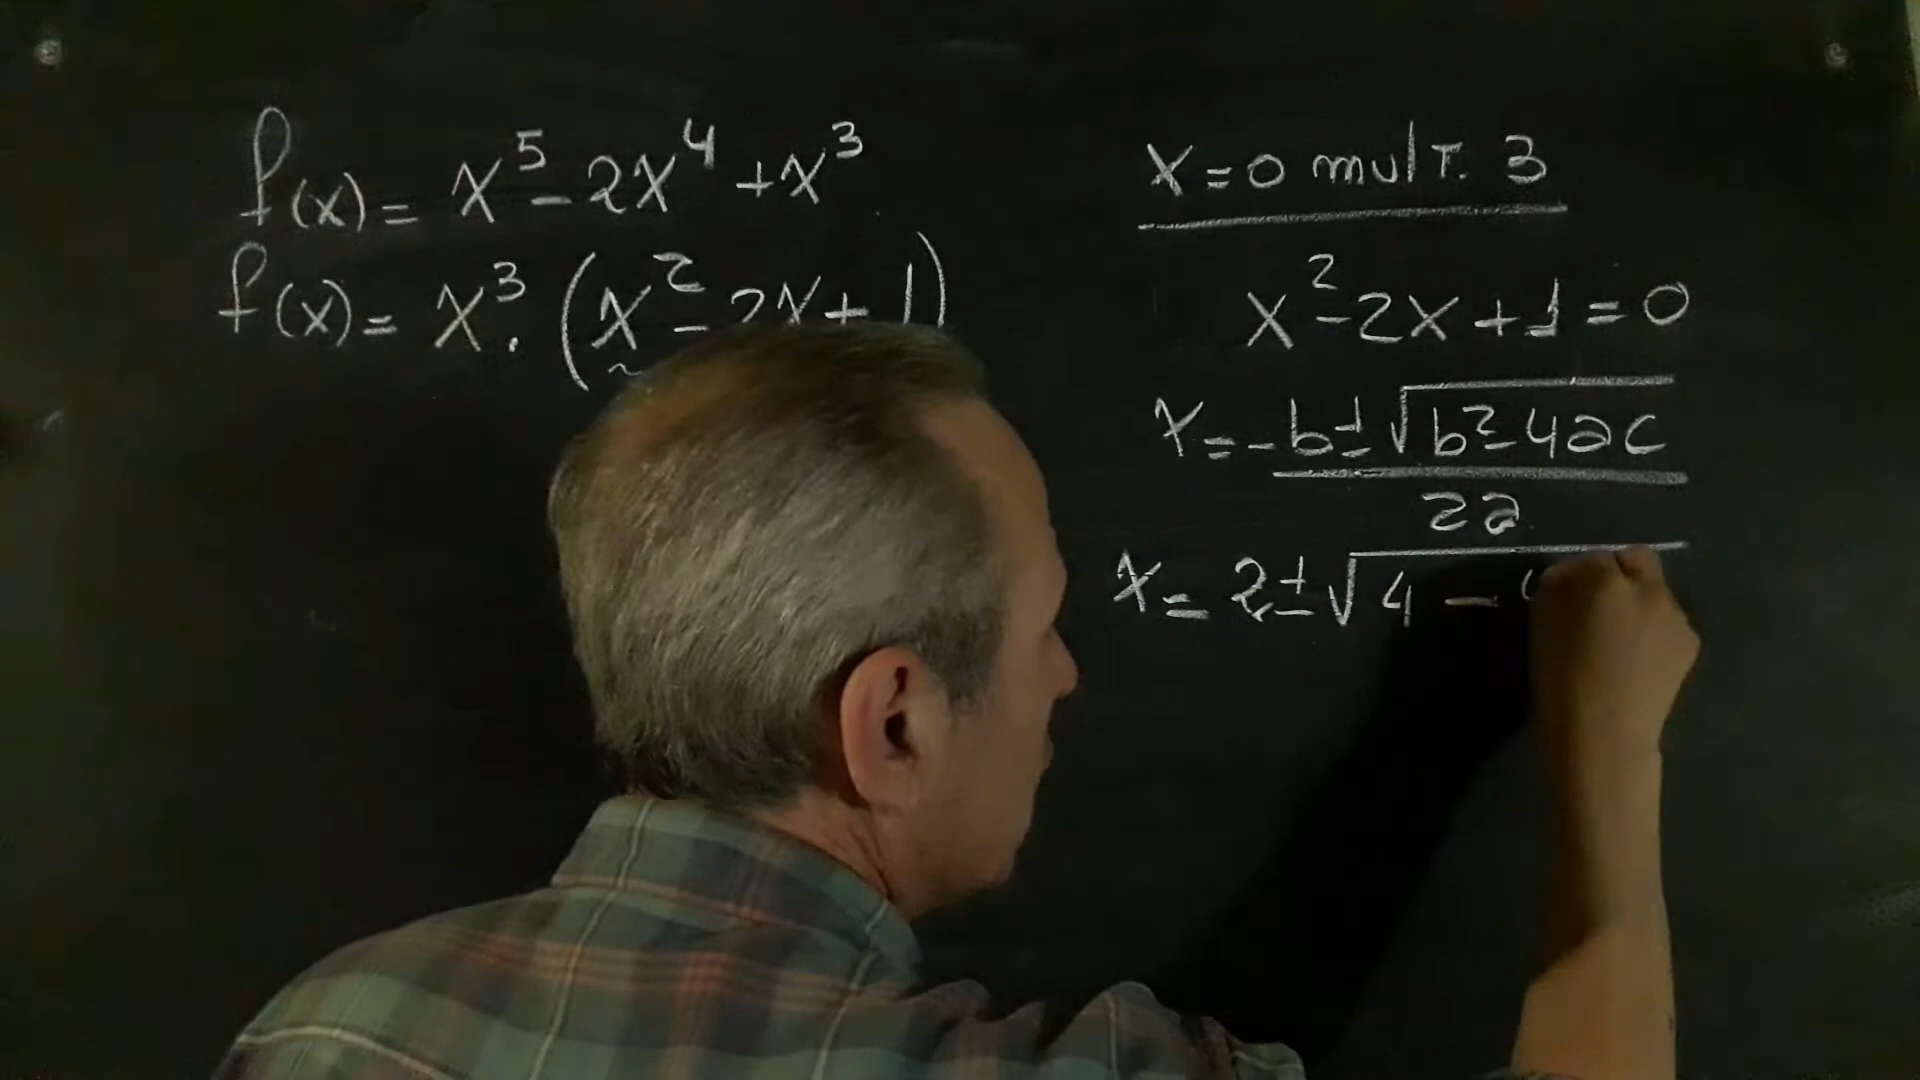 f(x) = x⁵ - 2x⁴ + x³
f(x) = x³ · (x² - 2x + 1)
x = 0 mult. 3
x² - 2x + 1 = 0
x = -b ± √b² - 4ac
2a
x = 2 ± √4 -